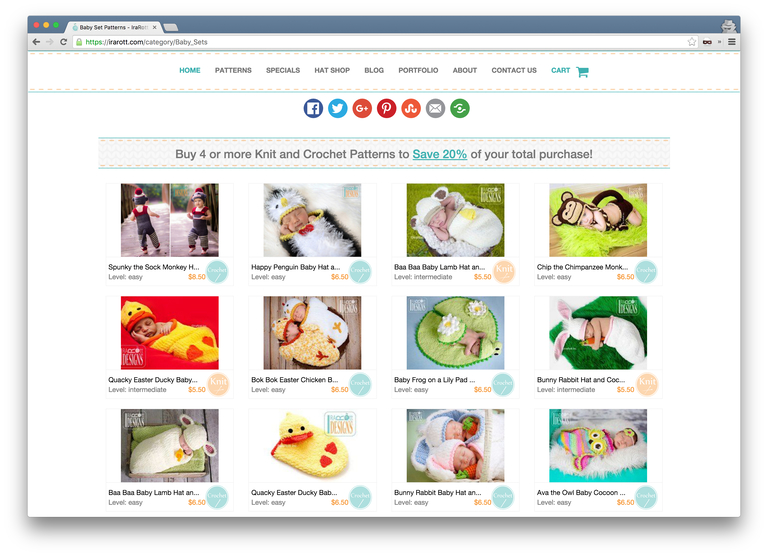 Baby Set Patterns - IraRott
https://irarott.com/category/Baby_Sets
HOME PATTERNS SPECIALS HAT SHOP BLOG PORTFOLIO ABOUT CONTACT US CART
Buy 4 or more Knit and Crochet Patterns to Save 20% of your total purchase!
Spunky the Sock Monkey H...
Level: easy $8.50
Crochet
Happy Penguin Baby Hat a...
Level: easy $6.50
Crochet
Baa Baa Baby Lamb Hat an...
Level: intermediate $5.50
Knit
Chip the Chimpanzee Monk...
Level: easy $5.50
Crochet
Quacky Easter Ducky Baby...
Level: intermediate $5.50
Knit
DESIGNS
Bok Bok Easter Chicken B...
Level: easy $6.50
Crochet
Baby Frog on a Lily Pad ...
Level: easy $6.50
Crochet
Bunny Rabbit Hat and Coc...
Level: intermediate $5.50
Knit
Baa Baa Baby Lamb Hat an...
Level: easy $6.50
Crochet
DESIGNS
Quacky Easter Ducky Bab...
Level: easy $6.50
Crochet
Bunny Rabbit Baby Hat an...
Level: easy $6.50
Crochet
Ava the Owl Baby Cocoon ...
Level: easy $6.50
Crochet